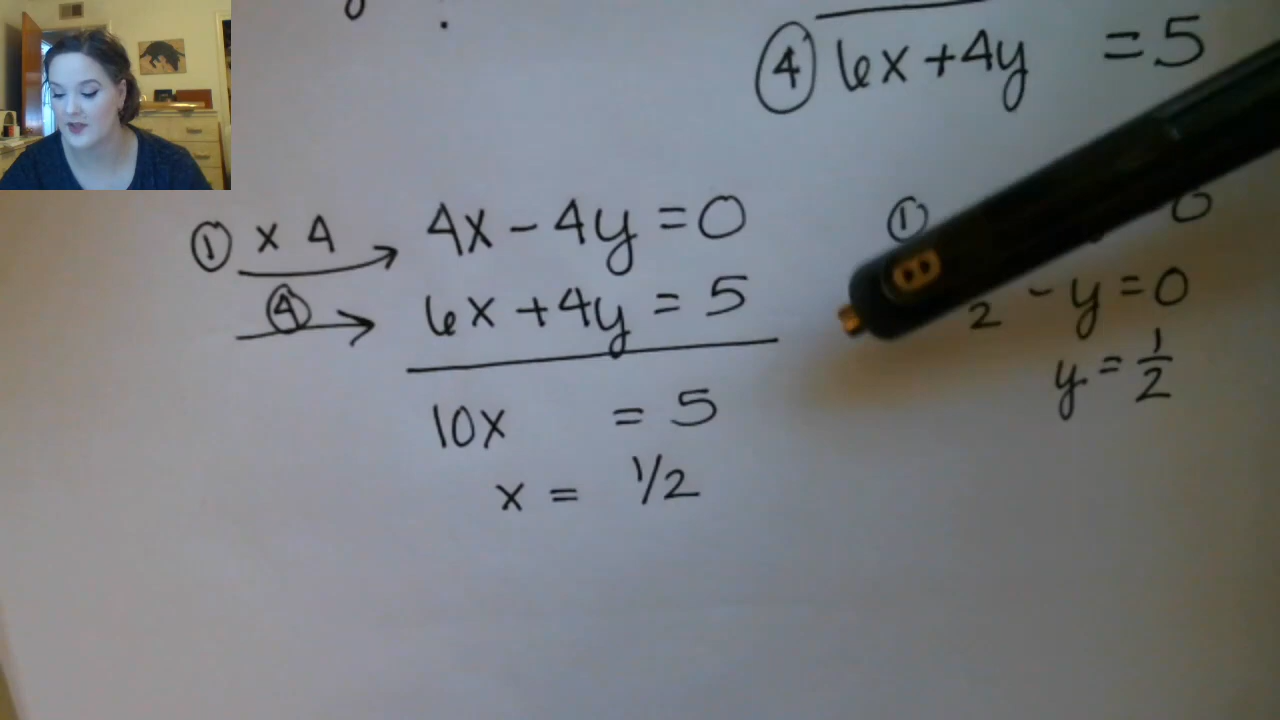 ④ 6x + 4y = 5
① x 4 → 4x - 4y = 0
④ → 6x + 4y = 5
10x = 5
x = 1/2
① 0
2 - y = 0
y = 1/2
B